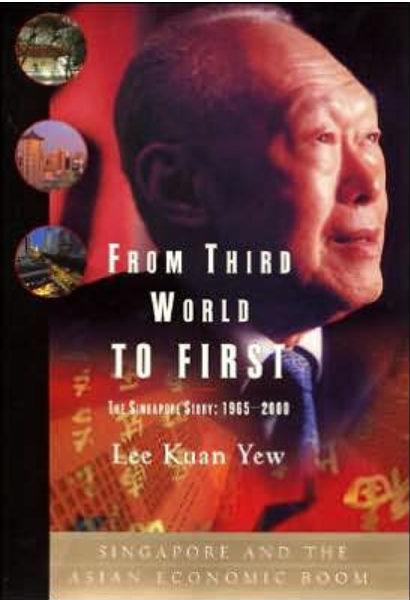 FROM THIRD
WORLD
TO FIRST
THE SINGAPORE STORY: 1965–2000
Lee Kuan Yew
SINGAPORE AND THE
ASIAN ECONOMIC BOOM